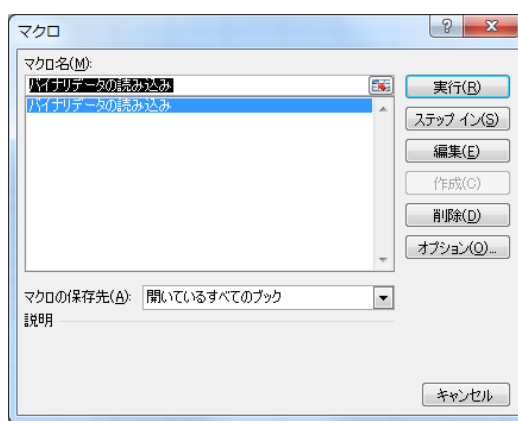 マクロ
マクロ名(M):
バイナリデータの読み込み
バイナリデータの読み込み
実行(R)
ステップ イン(S)
編集(E)
作成(C)
削除(D)
オプション(O)...
マクロの保存先(A):
開いているすべてのブック
説明
キャンセル